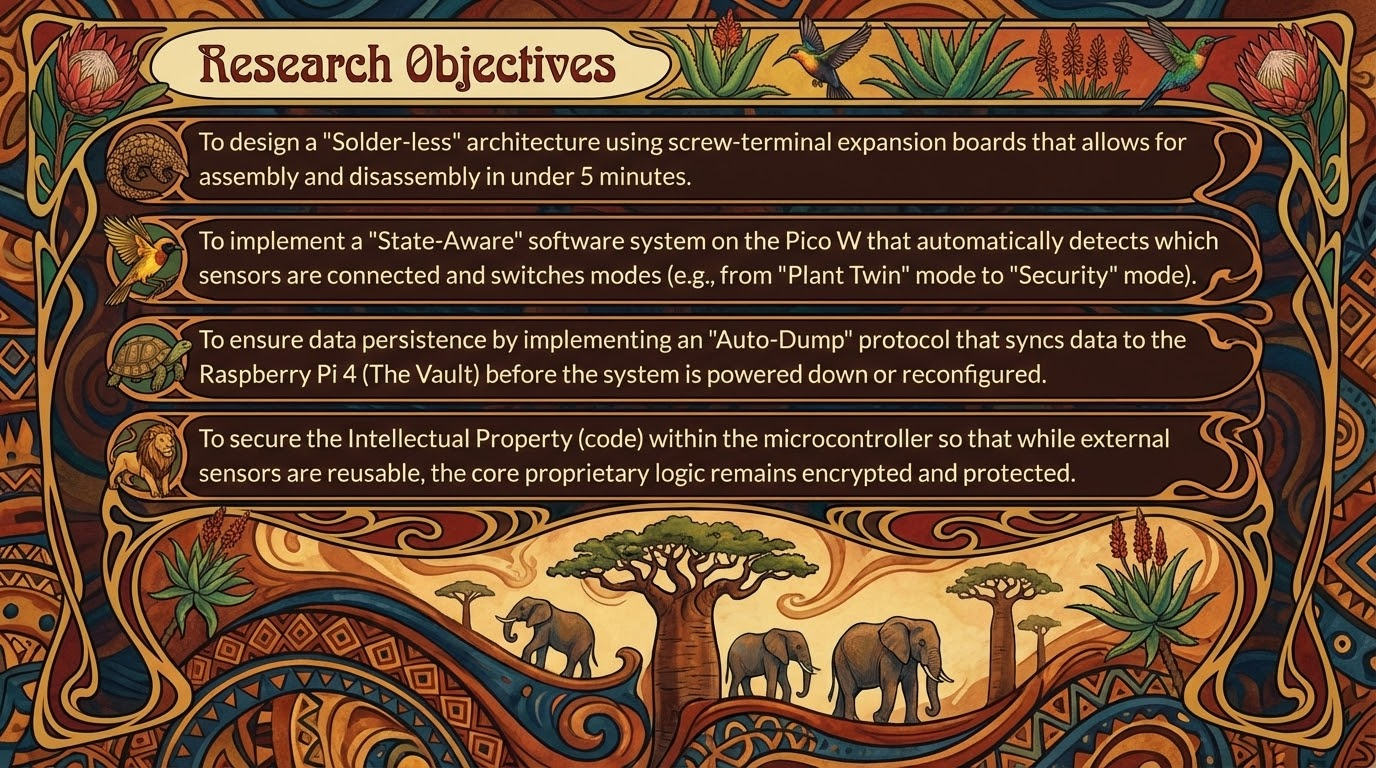 Research Objectives
To design a "Solder-less" architecture using screw-terminal expansion boards that allows for
assembly and disassembly in under 5 minutes.
To implement a "State-Aware" software system on the Pico W that automatically detects which
sensors are connected and switches modes (e.g., from "Plant Twin" mode to "Security" mode).
To ensure data persistence by implementing an "Auto-Dump" protocol that syncs data to the
Raspberry Pi 4 (The Vault) before the system is powered down or reconfigured.
To secure the Intellectual Property (code) within the microcontroller so that while external
sensors are reusable, the core proprietary logic remains encrypted and protected.